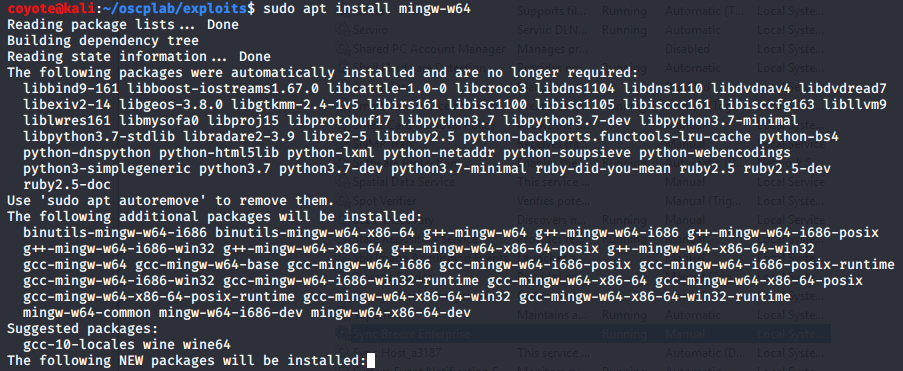 coyote@kali:~/oscplab/exploits$ sudo apt install mingw-w64
Reading package lists... Done
Building dependency tree
Reading state information... Done
The following packages were automatically installed and are no longer required:
libbind9-161 libboost-iostreams1.67.0 libcattle-1.0-0 libcroco3 libdns1104 libdns1110 libdvdnav4 libdvdread7
libexiv2-14 libgeos-3.8.0 libgtkmm-2.4-1v5 libirs161 libisc1100 libisc1105 libisccc161 libisccfg163 libllvm9
liblwres161 libmysofa0 libproj15 libprotobuf17 libpython3.7 libpython3.7-dev libpython3.7-minimal
libpython3.7-stdlib libradare2-3.9 libre2-5 libruby2.5 python-backports.functools-lru-cache python-bs4
python-dnspython python-html5lib python-lxml python-netaddr python-soupsieve python-webencodings
python3-simplegeneric python3.7 python3.7-dev python3.7-minimal ruby-did-you-mean ruby2.5 ruby2.5-dev
ruby2.5-doc
Use 'sudo apt autoremove' to remove them.
The following additional packages will be installed:
binutils-mingw-w64-i686 binutils-mingw-w64-x86-64 g++-mingw-w64 g++-mingw-w64-i686 g++-mingw-w64-i686-posix
g++-mingw-w64-i686-win32 g++-mingw-w64-x86-64 g++-mingw-w64-x86-64-posix g++-mingw-w64-x86-64-win32
gcc-mingw-w64 gcc-mingw-w64-base gcc-mingw-w64-i686 gcc-mingw-w64-i686-posix gcc-mingw-w64-i686-posix-runtime
gcc-mingw-w64-i686-win32 gcc-mingw-w64-i686-win32-runtime gcc-mingw-w64-x86-64 gcc-mingw-w64-x86-64-posix
gcc-mingw-w64-x86-64-posix-runtime gcc-mingw-w64-x86-64-win32 gcc-mingw-w64-x86-64-win32-runtime
mingw-w64-common mingw-w64-i686-dev mingw-w64-x86-64-dev
Suggested packages:
gcc-10-locales wine wine64
The following NEW packages will be installed: